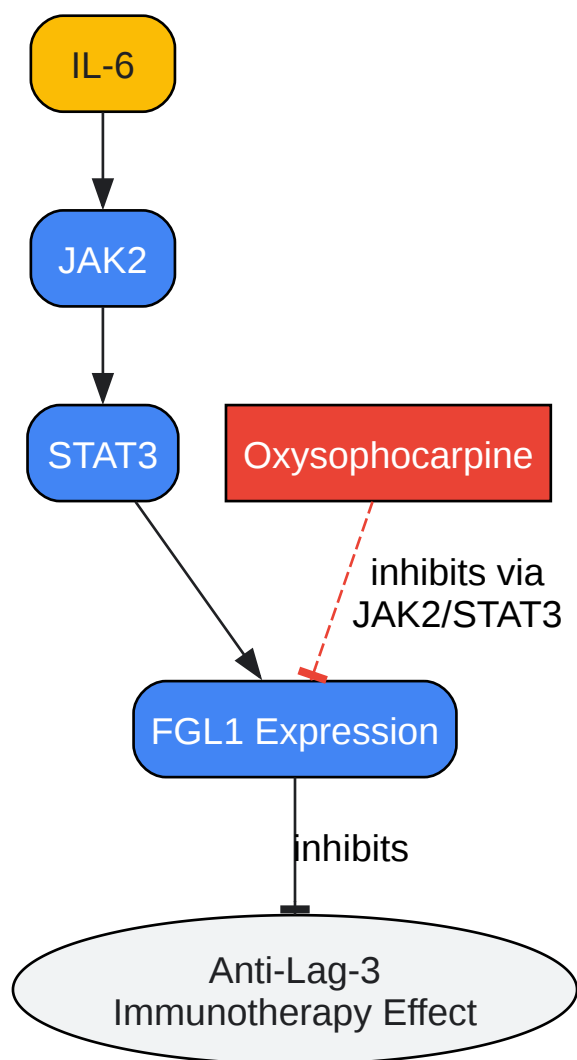 IL-6
JAK2
STAT3
Oxysophocarpine
inhibits via
JAK2/STAT3
FGL1 Expression
inhibits
Anti-Lag-3
Immunotherapy Effect